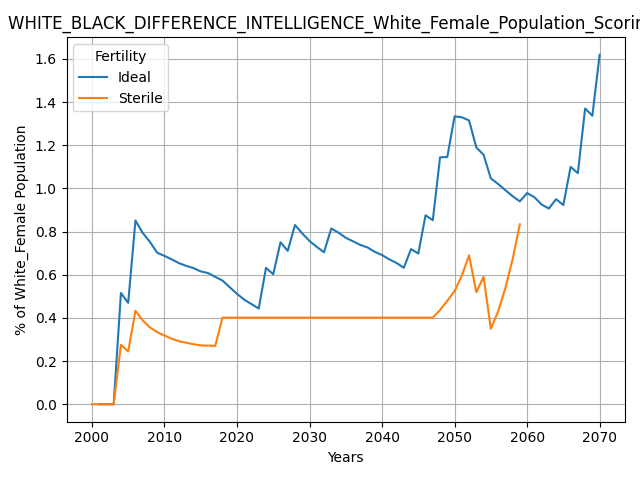 WHITE_BLACK_DIFFERENCE_INTELLIGENCE_White_Female_Population_Scorin
Fertility
Ideal
Sterile
% of White_Female Population
1.6
1.4
1.2
1.0
0.8
0.6
0.4
0.2
0.0
2000 2010 2020 2030 2040 2050 2060 2070
Years